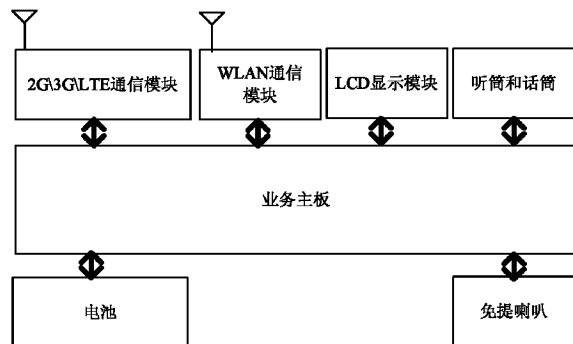 2G\3G\LTE通信模块
WLAN通信
模块
LCD显示模块
听筒和话筒
业务主板
电池
免提喇叭